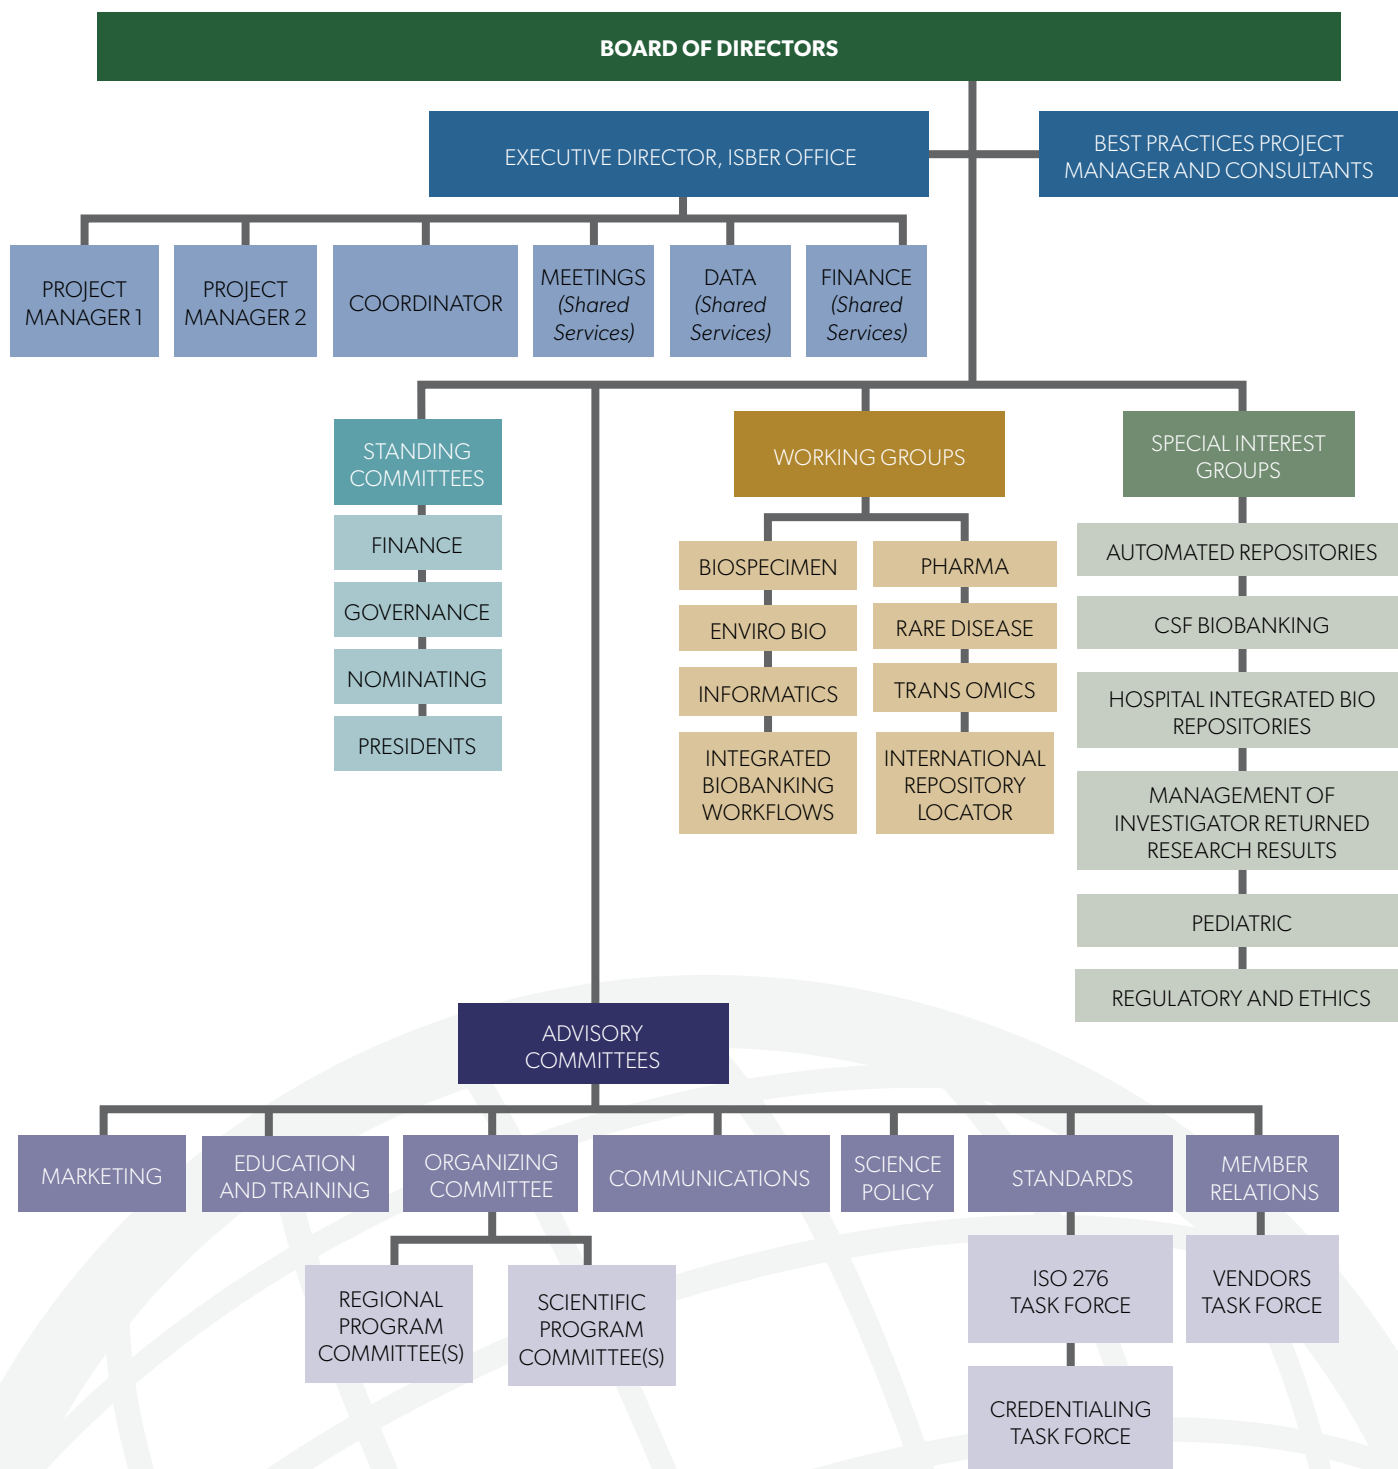 BOARD OF DIRECTORS
EXECUTIVE DIRECTOR, ISBER OFFICE
BEST PRACTICES PROJECT
MANAGER AND CONSULTANTS
PROJECT
MANAGER 1
PROJECT
MANAGER 2
COORDINATOR
MEETINGS
(Shared
Services)
DATA
(Shared
Services)
FINANCE
(Shared
Services)
STANDING
COMMITTEES
FINANCE
GOVERNANCE
NOMINATING
PRESIDENTS
WORKING GROUPS
BIOSPECIMEN
ENVIRO BIO
INFORMATICS
INTEGRATED
BIOBANKING
WORKFLOWS
PHARMA
RARE DISEASE
TRANS OMICS
INTERNATIONAL
REPOSITORY
LOCATOR
SPECIAL INTEREST
GROUPS
AUTOMATED REPOSITORIES
CSF BIOBANKING
HOSPITAL INTEGRATED BIO
REPOSITORIES
MANAGEMENT OF
INVESTIGATOR RETURNED
RESEARCH RESULTS
PEDIATRIC
REGULATORY AND ETHICS
ADVISORY
COMMITTEES
MARKETING
EDUCATION
AND TRAINING
ORGANIZING
COMMITTEE
COMMUNICATIONS
SCIENCE
POLICY
STANDARDS
MEMBER
RELATIONS
REGIONAL
PROGRAM
COMMITTEE(S)
SCIENTIFIC
PROGRAM
COMMITTEE(S)
ISO 276
TASK FORCE
VENDORS
TASK FORCE
CREDENTIALING
TASK FORCE